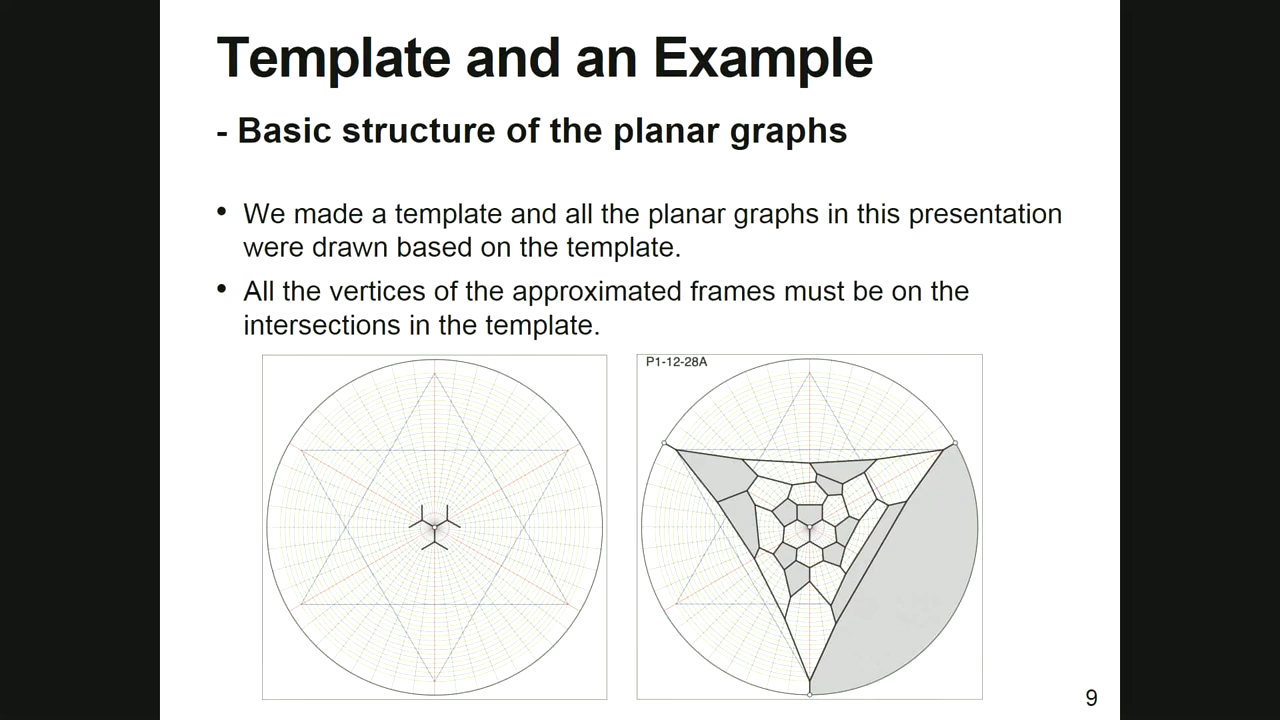 Template and an Example
- Basic structure of the planar graphs
• We made a template and all the planar graphs in this presentation
were drawn based on the template.
• All the vertices of the approximated frames must be on the
intersections in the template.
P1-12-28A
9